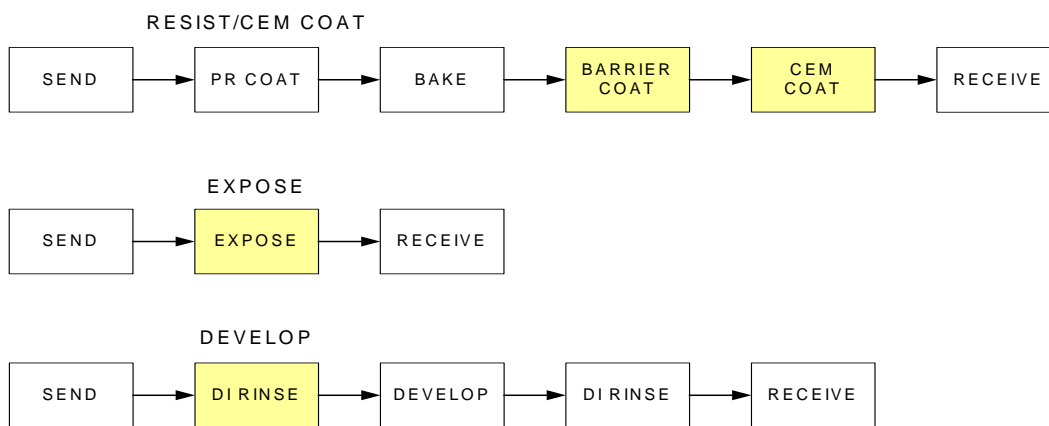 RESIST/CEM COAT
SEND
PR COAT
BAKE
BARRIER
COAT
CEM
COAT
RECEIVE
EXPOSE
SEND
EXPOSE
RECEIVE
DEVELOP
SEND
DI RINSE
DEVELOP
DI RINSE
RECEIVE